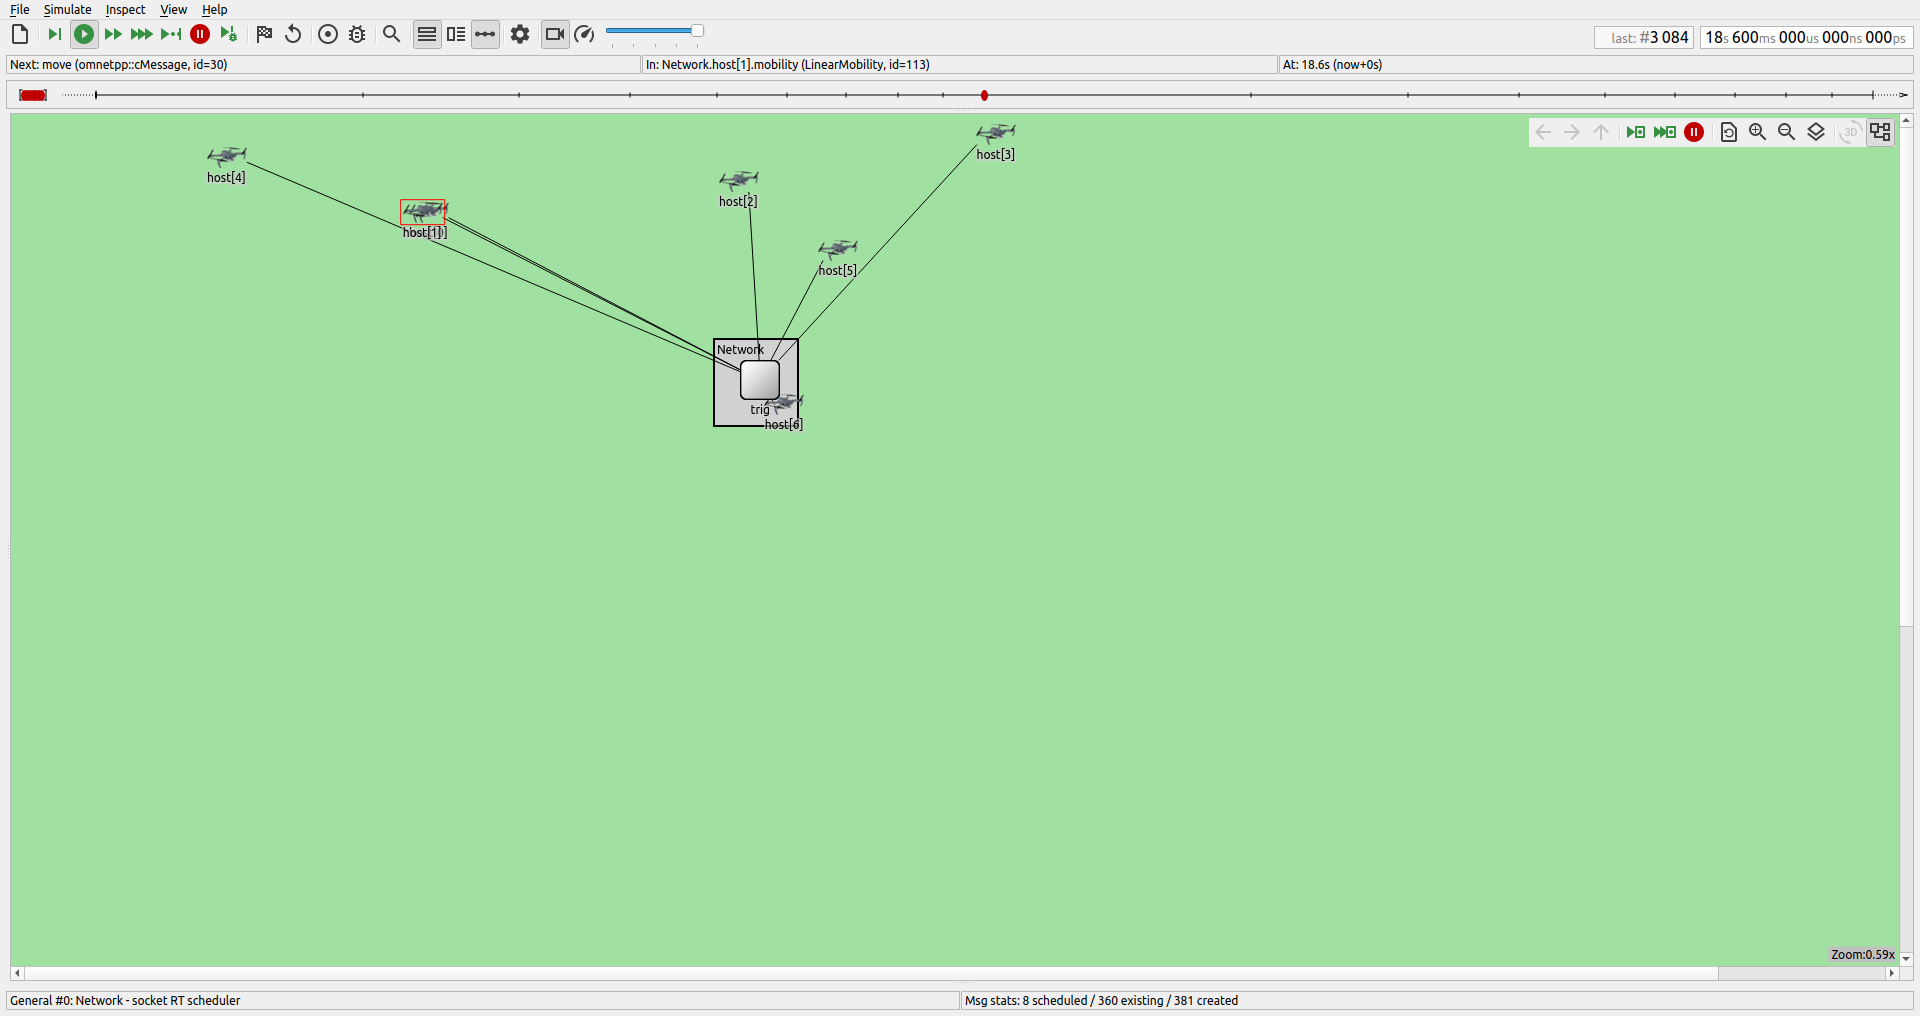 File Simulate Inspect View Help
last: #3 084
18s 600ms 000us 000ns 000ps
Next: move (omnetpp::cMessage, id=30)
In: Network.host[1].mobility (LinearMobility, id=113)
At: 18.6s (now+0s)
3D
host[3]
host[4]
host[2]
host[1]
host[5]
Network
trig
host[6]
Zoom:0.59x
General #0: Network - socket RT scheduler
Msg stats: 8 scheduled / 360 existing / 381 created